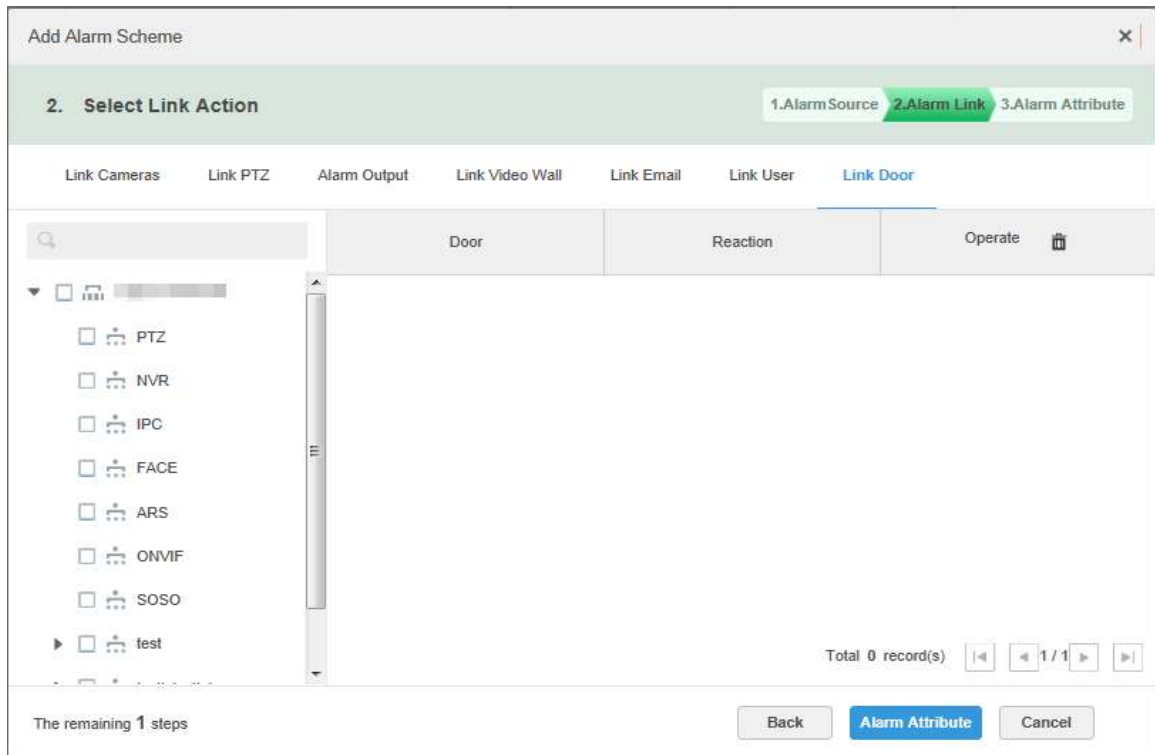 Add Alarm Scheme
2. Select Link Action
1.Alarm Source 2.Alarm Link 3.Alarm Attribute
Link Cameras Link PTZ Alarm Output Link Video Wall Link Email Link User Link Door
Door Reaction Operate
PTZ
NVR
IPC
FACE
ARS
ONVIF
SOSO
test
Total 0 record(s) 1 / 1
The remaining 1 steps Back Alarm Attribute Cancel